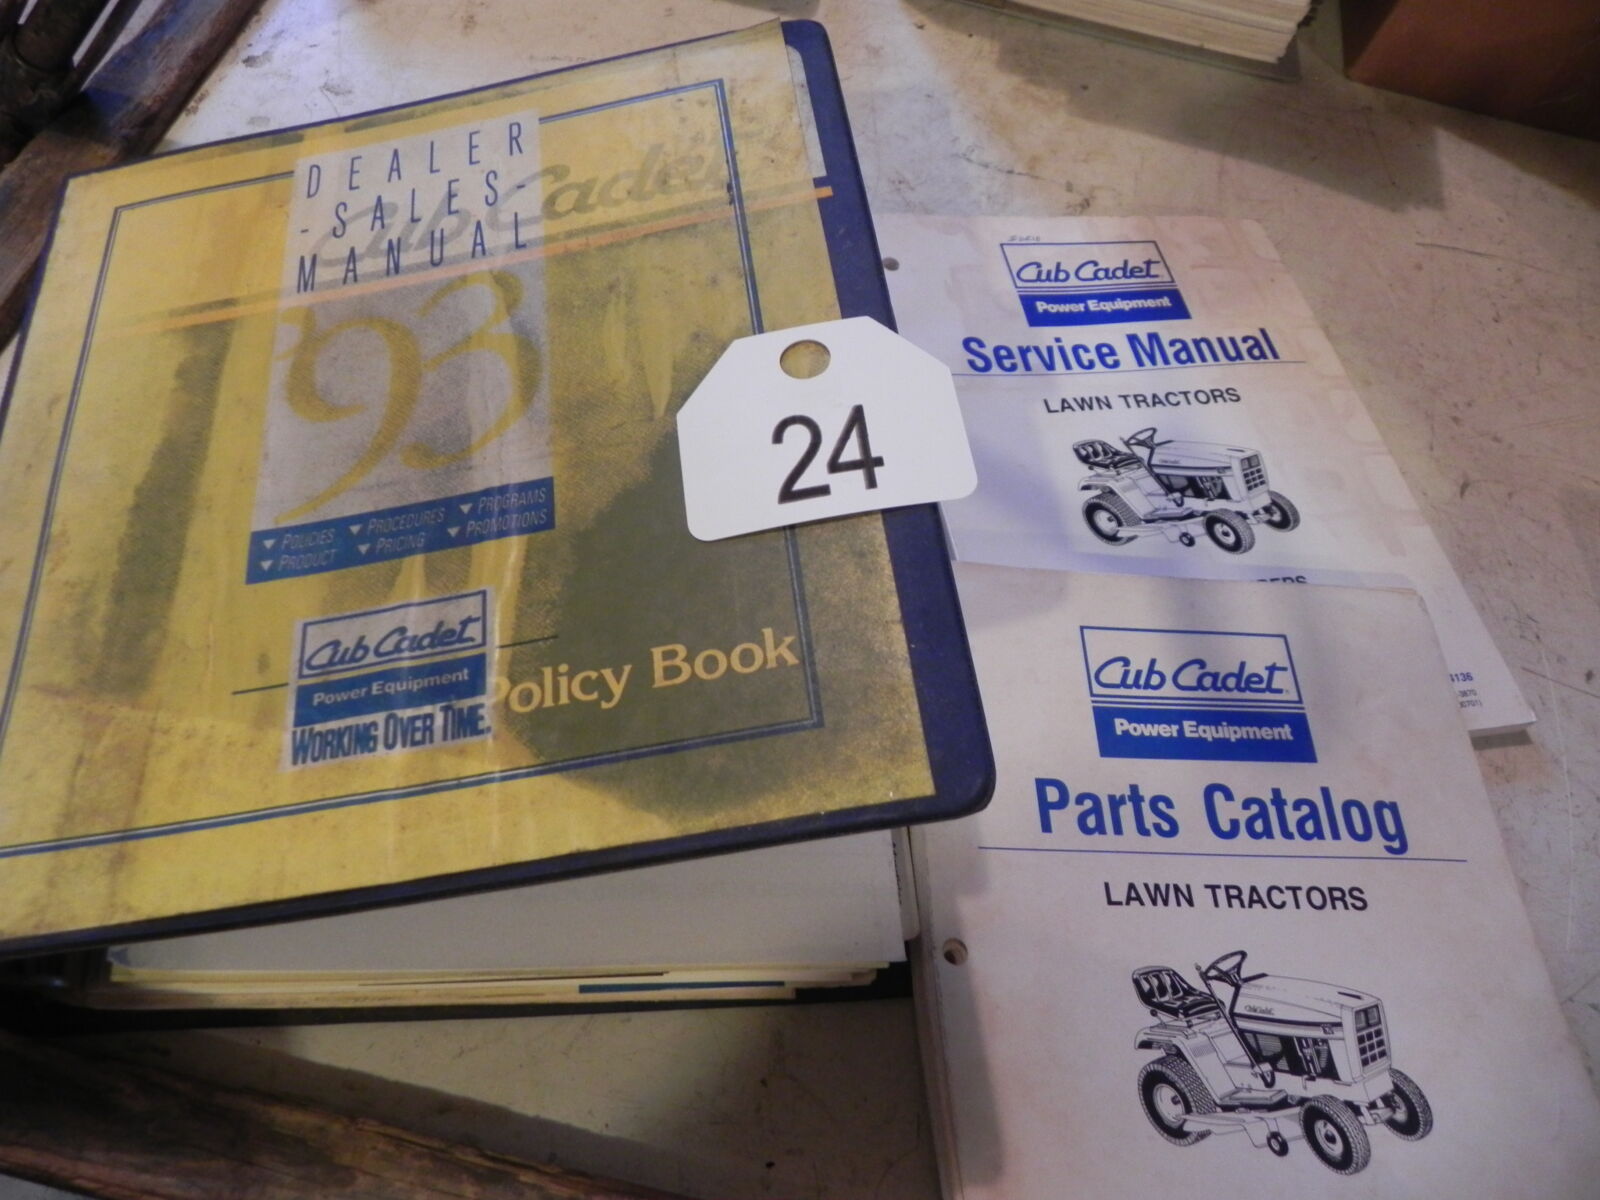 DEALER
-SALES-
MANUAL
Cub Cadet
'93
▼ POLICIES ▼ PROCEDURES ▼ PROGRAMS
▼ PRODUCT ▼ PRICING ▼ PROMOTIONS
Cub Cadet
Power Equipment
WORKING OVER TIME.
Policy Book
24
Cub Cadet
Power Equipment
Service Manual
LAWN TRACTORS
Cub Cadet
Power Equipment
Parts Catalog
LAWN TRACTORS